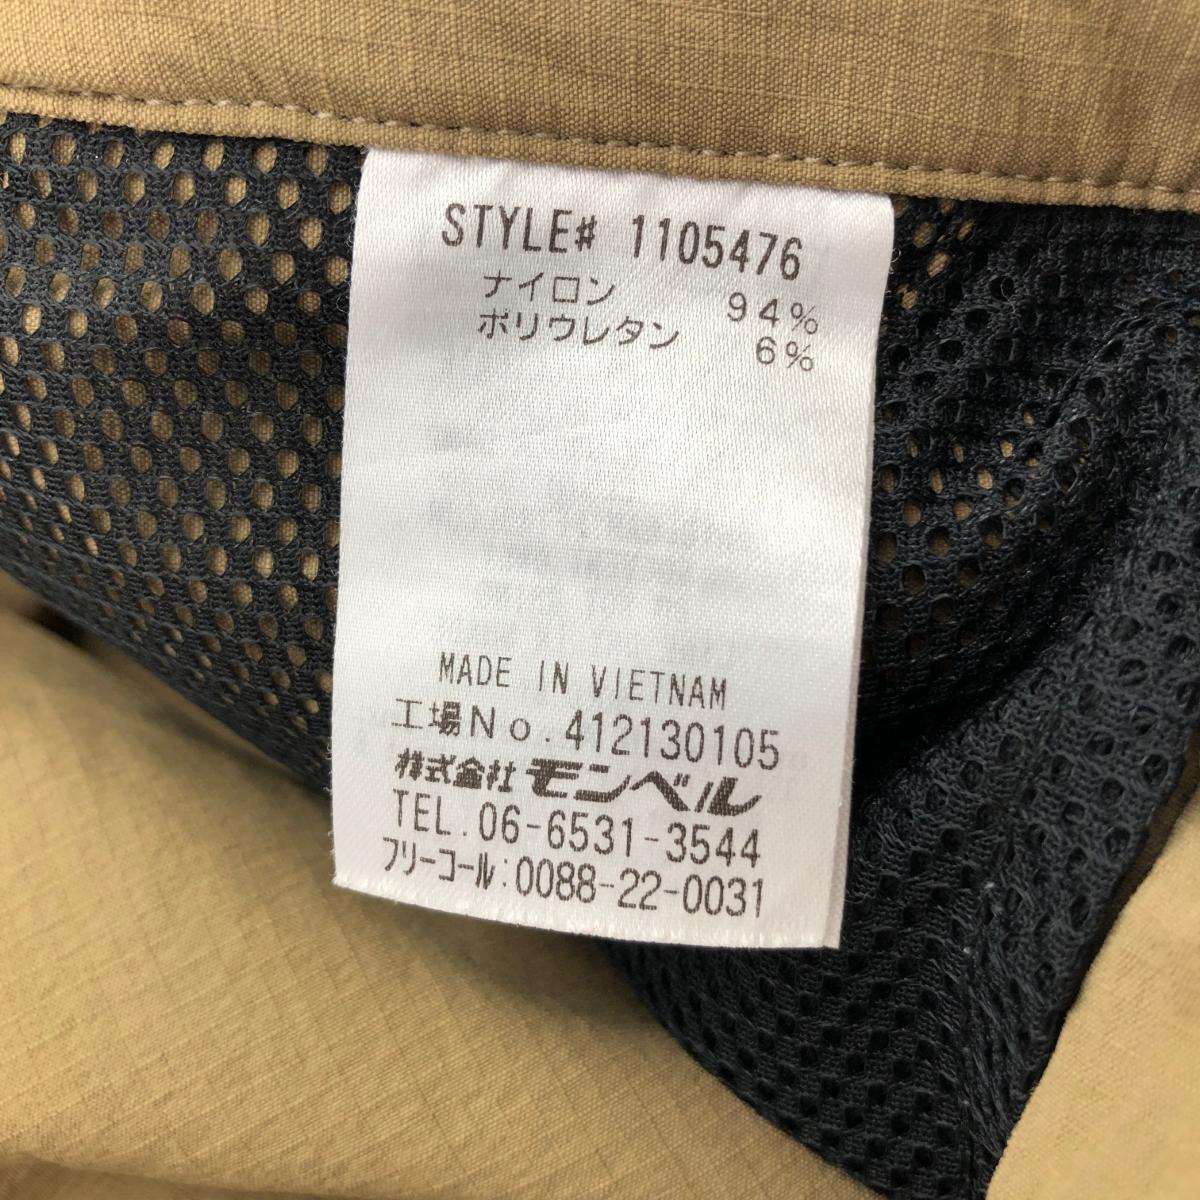 STYLE# 1105476
ナイロン 94%
ポリウレタン 6%
MADE IN VIETNAM
工場No.412130105
株式会社モンベル
TEL.06-6531-3544
フリーコール:0088-22-0031